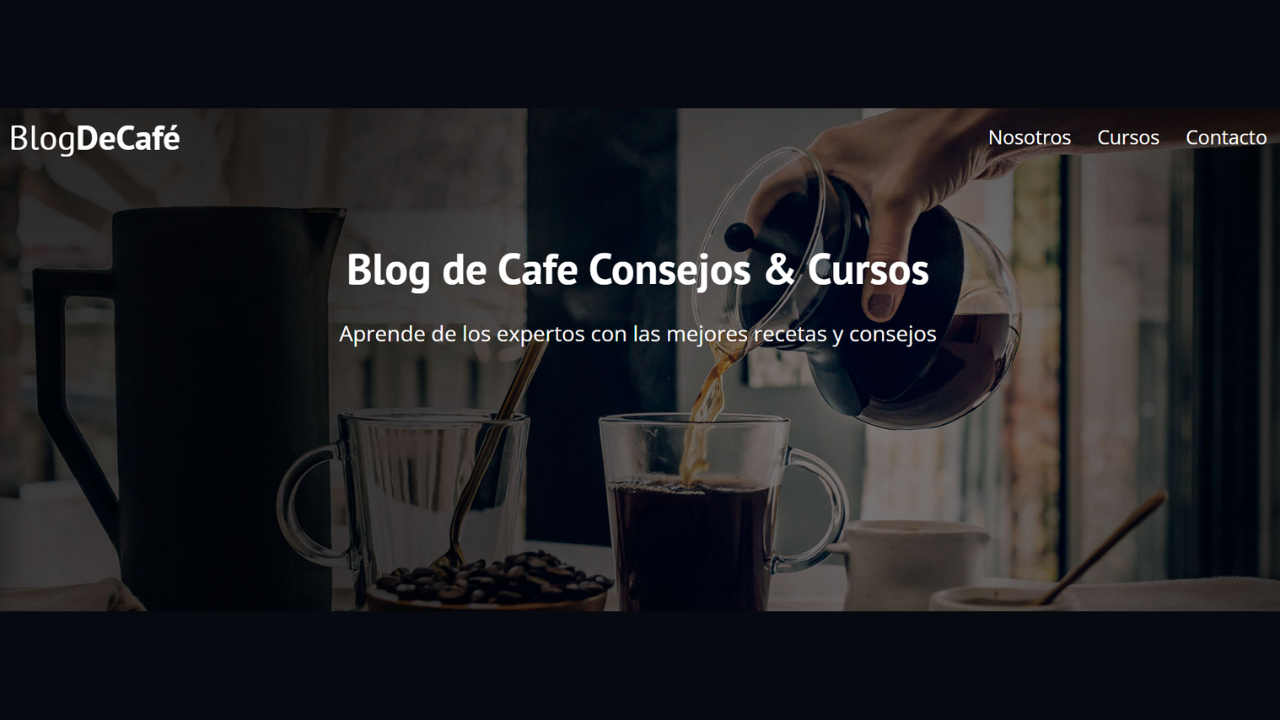 BlogDeCafé
Nosotros Cursos Contacto
Blog de Cafe Consejos & Cursos
Aprende de los expertos con las mejores recetas y consejos